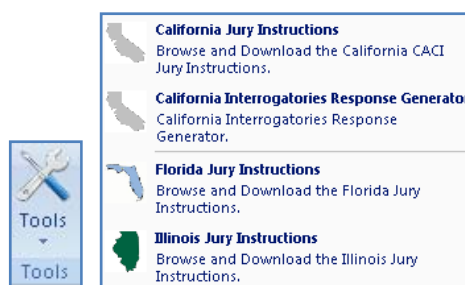 Tools
Tools
California Jury Instructions
Browse and Download the California CACI
Jury Instructions.
California Interrogatories Response Generator
California Interrogatories Response
Generator.
Florida Jury Instructions
Browse and Download the Florida Jury
Instructions.
Illinois Jury Instructions
Browse and Download the Illinois Jury
Instructions.